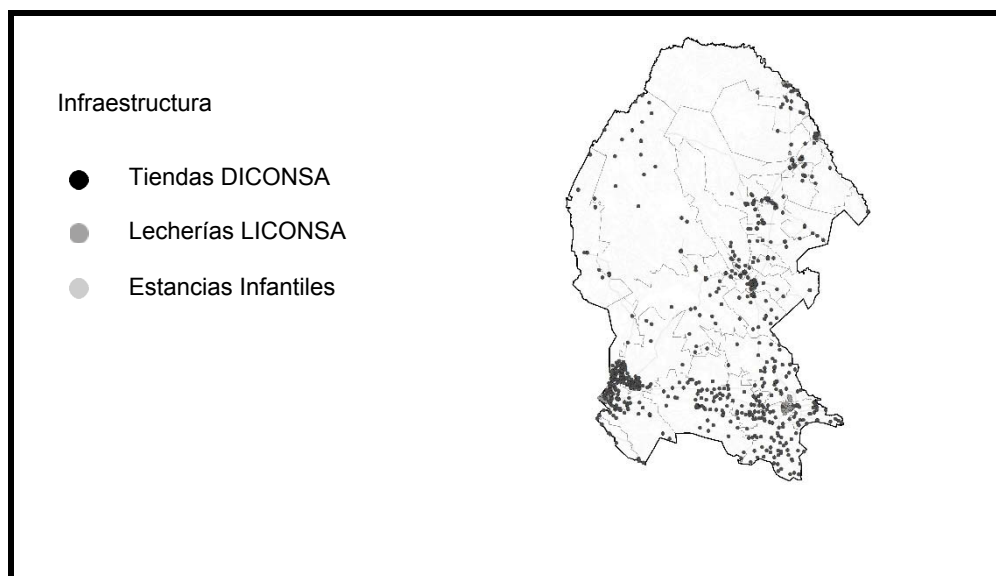 Infraestructura
Tiendas DICONSA
Lecherías LICONSA
Estancias Infantiles